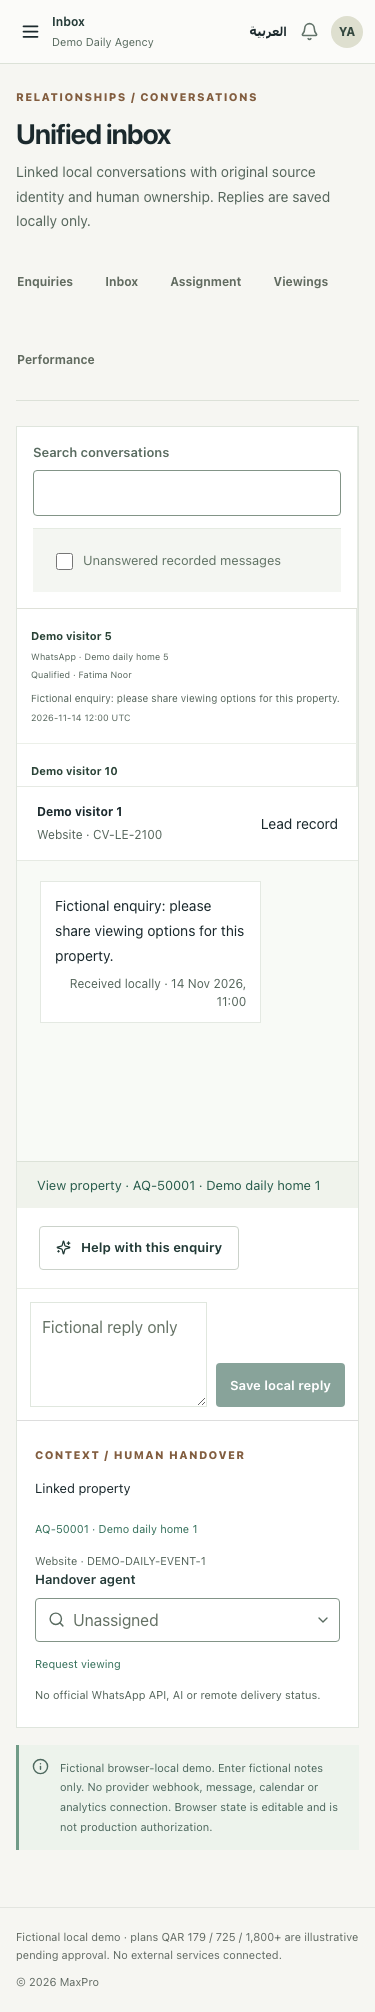 Inbox
Demo Daily Agency
العربية
YA
RELATIONSHIPS / CONVERSATIONS
Unified inbox
Linked local conversations with original source
identity and human ownership. Replies are saved
locally only.
Enquiries
Inbox
Assignment
Viewings
Performance
Search conversations
Unanswered recorded messages
Demo visitor 5
WhatsApp · Demo daily home 5
Qualified · Fatima Noor
Fictional enquiry: please share viewing options for this property.
2026-11-14 12:00 UTC
Demo visitor 10
Demo visitor 1
Website · CV-LE-2100
Lead record
Fictional enquiry: please
share viewing options for this
property.
Received locally · 14 Nov 2026,
11:00
View property · AQ-50001 · Demo daily home 1
Help with this enquiry
Fictional reply only
Save local reply
CONTEXT / HUMAN HANDOVER
Linked property
AQ-50001 · Demo daily home 1
Website · DEMO-DAILY-EVENT-1
Handover agent
Unassigned
Request viewing
No official WhatsApp API, AI or remote delivery status.
Fictional browser-local demo. Enter fictional notes
only. No provider webhook, message, calendar or
analytics connection. Browser state is editable and is
not production authorization.
Fictional local demo · plans QAR 179 / 725 / 1,800+ are illustrative
pending approval. No external services connected.
© 2026 MaxPro